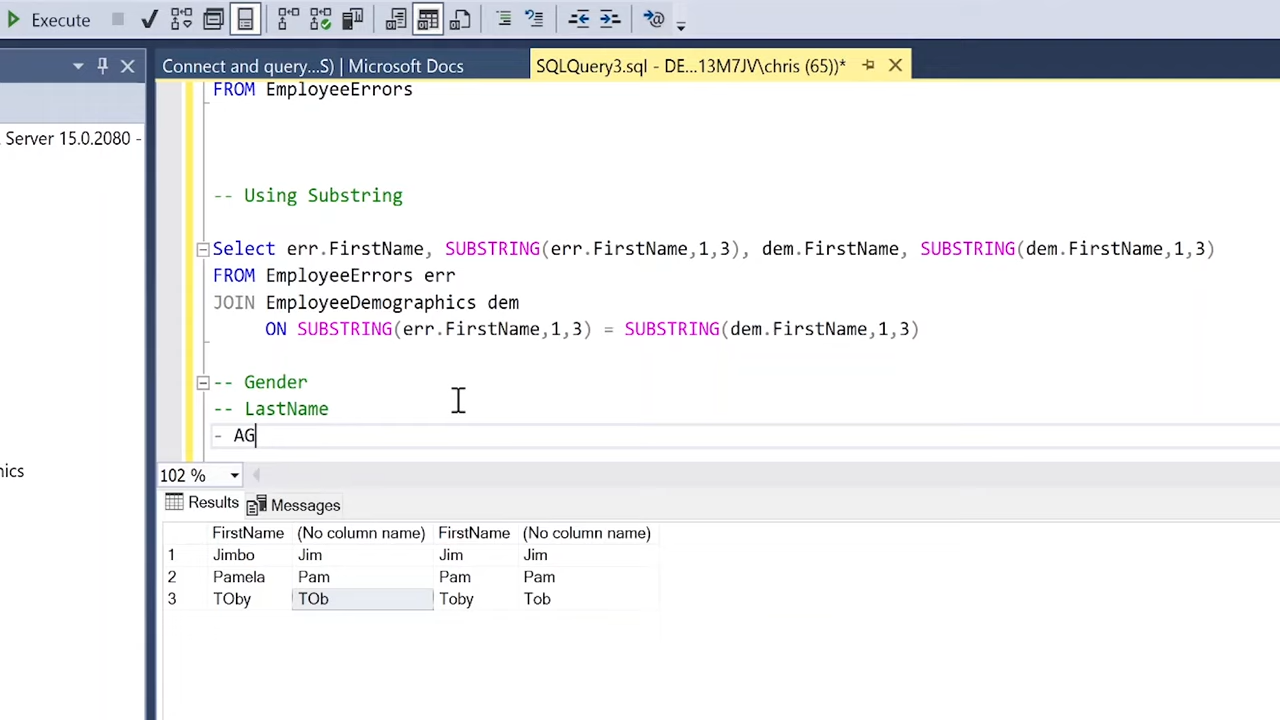 Execute
Connect and query...S) | Microsoft Docs
SQLQuery3.sql - DE...13M7JV\chris (65))*
Server 15.0.2080 -
FROM EmployeeErrors
-- Using Substring
Select err.FirstName, SUBSTRING(err.FirstName,1,3), dem.FirstName, SUBSTRING(dem.FirstName,1,3)
FROM EmployeeErrors err
JOIN EmployeeDemographics dem
ON SUBSTRING(err.FirstName,1,3) = SUBSTRING(dem.FirstName,1,3)
-- Gender
-- LastName
- AG
ics
102 %
Results Messages
FirstName (No column name) FirstName (No column name)
1 Jimbo Jim Jim Jim
2 Pamela Pam Pam Pam
3 TOby TOb Toby Tob